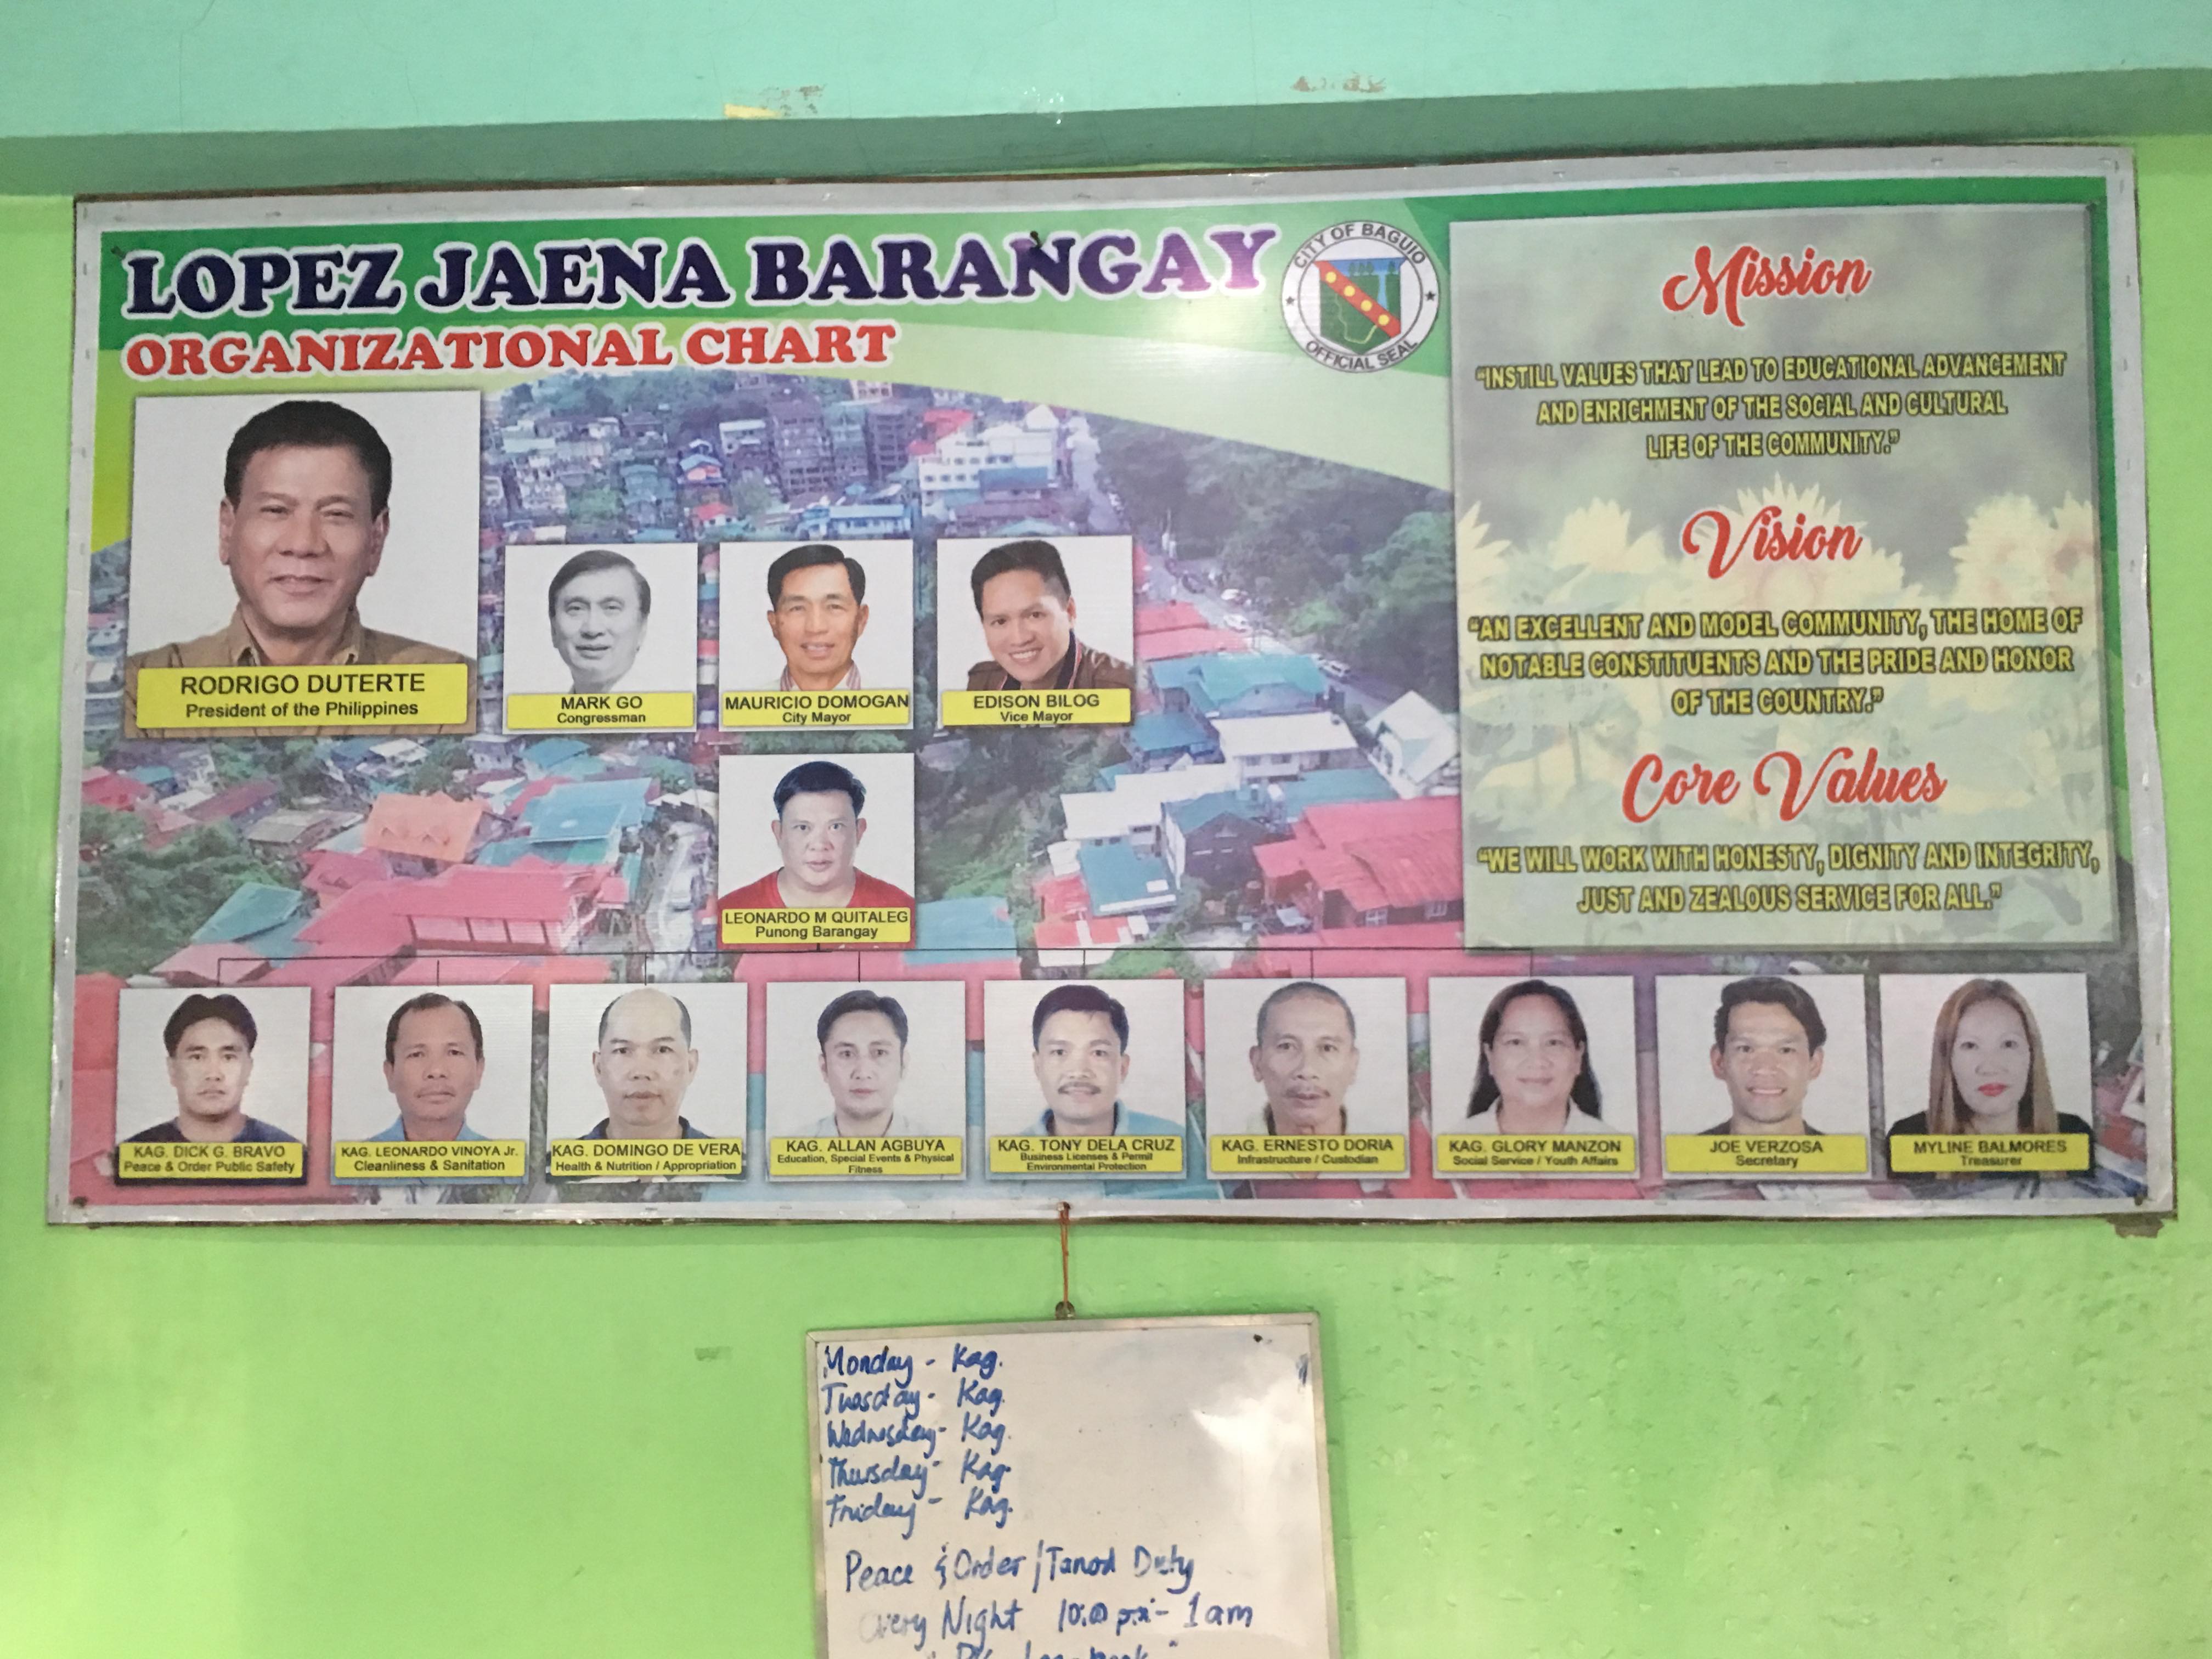 LOPEZ JAENA BARANGAY
ORGANIZATIONAL CHART
CITY OF BAGUIO
OFFICIAL SEAL
RODRIGO DUTERTE
President of the Philippines
MARK GO
Congressman
MAURICIO DOMOGAN
City Mayor
EDISON BILOG
Vice Mayor
LEONARDO M QUITALEG
Punong Barangay
KAG. DICK G. BRAVO
Peace & Order Public Safety
KAG. LEONARDO VINOYA Jr.
Cleanliness & Sanitation
KAG. DOMINGO DE VERA
Health & Nutrition / Appropriation
KAG. ALLAN AGBUYA
Education, Special Events & Physical
Fitness
KAG. TONY DELA CRUZ
Business Licenses & Permit
Environmental Protection
KAG. ERNESTO DORIA
Infrastructure / Custodian
KAG. GLORY MANZON
Social Service / Youth Affairs
JOE VERZOSA
Secretary
MYLINE BALMORES
Treasurer
Mission
"INSTILL VALUES THAT LEAD TO EDUCATIONAL ADVANCEMENT
AND ENRICHMENT OF THE SOCIAL AND CULTURAL
LIFE OF THE COMMUNITY."
Vision
"AN EXCELLENT AND MODEL COMMUNITY, THE HOME OF
NOTABLE CONSTITUENTS AND THE PRIDE AND HONOR
OF THE COUNTRY."
Core Values
"WE WILL WORK WITH HONESTY, DIGNITY AND INTEGRITY,
JUST AND ZEALOUS SERVICE FOR ALL."
Monday - Kag.
Tuesday - Kag.
Wednesday - Kag.
Thursday - Kag.
Friday - Kag.
Peace & Order / Tanod Duty
every Night 10:00 pm - 1am